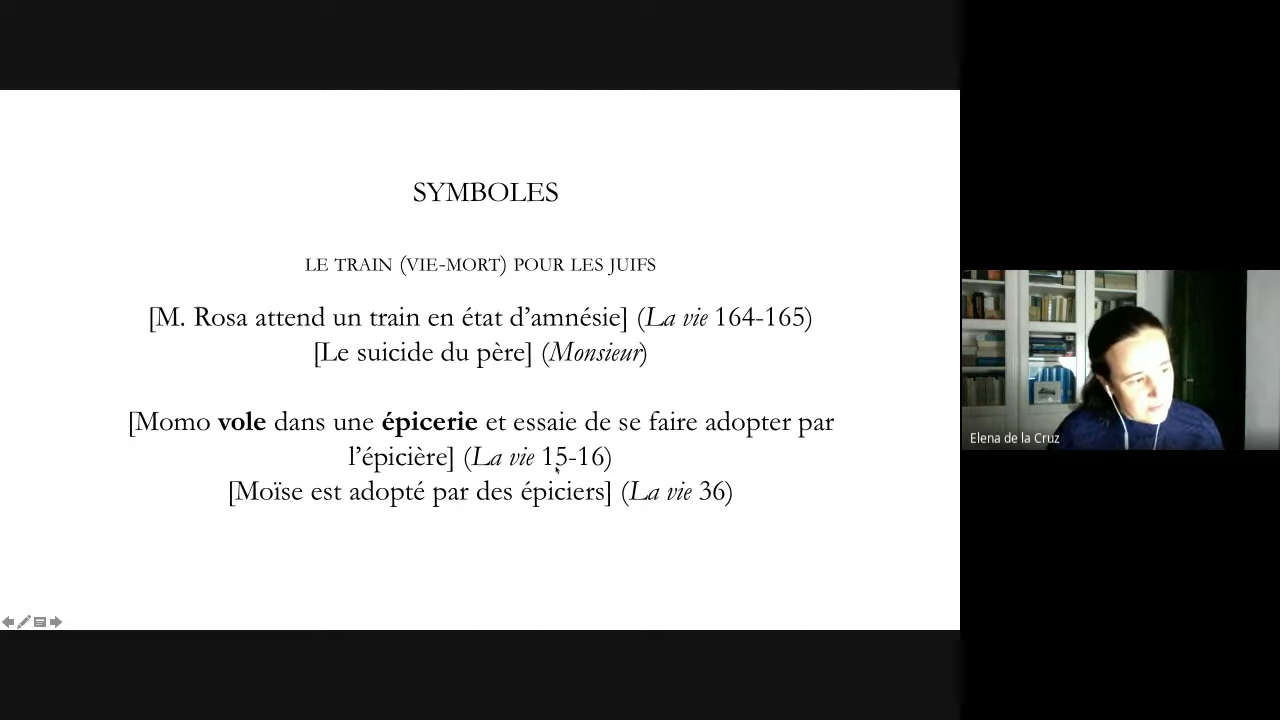 SYMBOLES
LE TRAIN (VIE-MORT) POUR LES JUIFS
[M. Rosa attend un train en état d’amnésie] (La vie 164-165)
[Le suicide du père] (Monsieur)
[Momo vole dans une épicerie et essaie de se faire adopter par
l’épicière] (La vie 15-16)
[Moïse est adopté par des épiciers] (La vie 36)
Elena de la Cruz